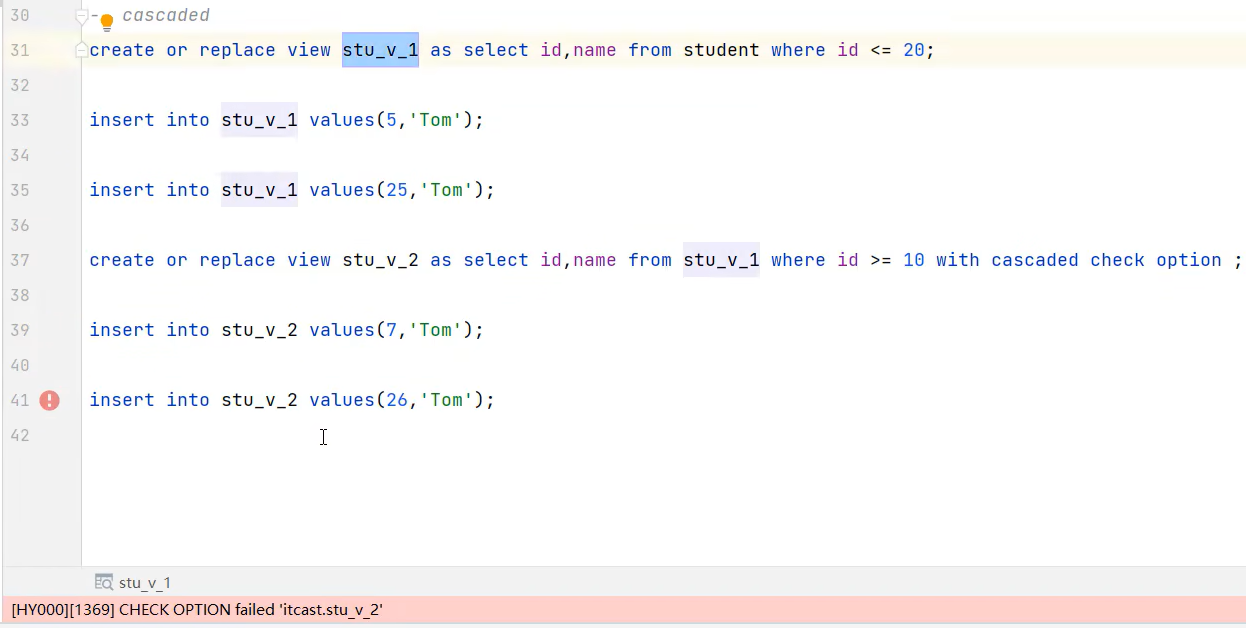 30 - cascaded
31 create or replace view stu_v_1 as select id,name from student where id <= 20;
32
33 insert into stu_v_1 values(5,'Tom');
34
35 insert into stu_v_1 values(25,'Tom');
36
37 create or replace view stu_v_2 as select id,name from stu_v_1 where id >= 10 with cascaded check option ;
38
39 insert into stu_v_2 values(7,'Tom');
40
41 insert into stu_v_2 values(26,'Tom');
42
stu_v_1
[HY000][1369] CHECK OPTION failed 'itcast.stu_v_2'